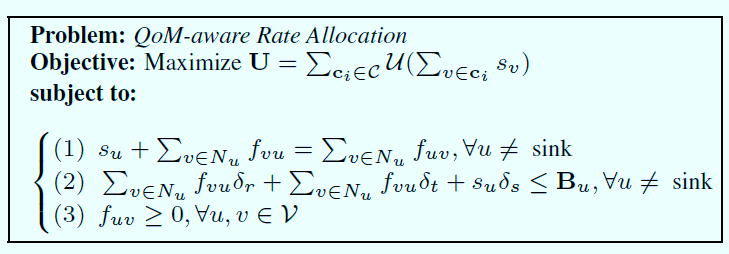 Problem: QoM-aware Rate Allocation
Objective: Maximize U = ∑_{c_i∈C} U(∑_{v∈c_i} s_v)
subject to:
(1) s_u + ∑_{v∈N_u} f_{vu} = ∑_{v∈N_u} f_{uv}, ∀u ≠ sink
(2) ∑_{v∈N_u} f_{vu}δ_r + ∑_{v∈N_u} f_{vu}δ_t + s_uδ_s ≤ B_u, ∀u ≠ sink
(3) f_{uv} ≥ 0, ∀u, v ∈ V